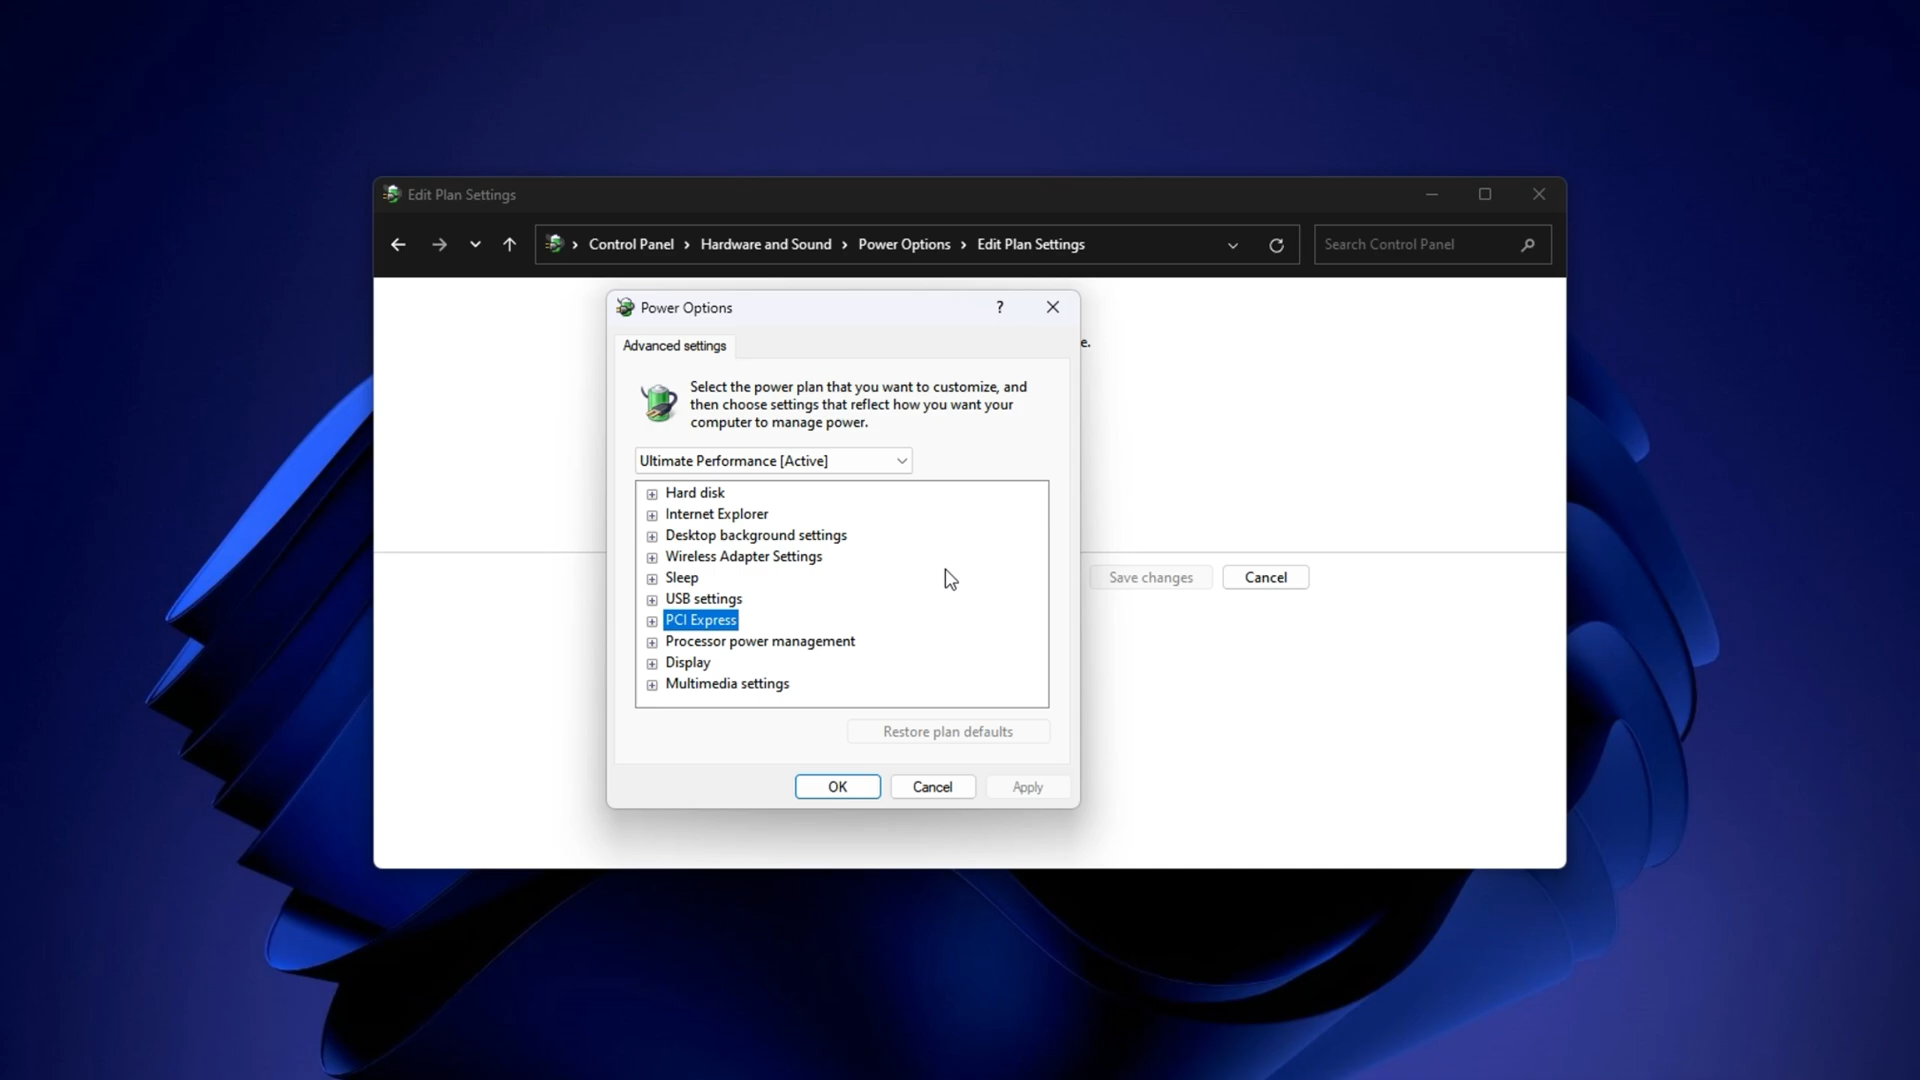 Edit Plan Settings
Control Panel › Hardware and Sound › Power Options › Edit Plan Settings
Search Control Panel
Power Options
?
e.
Advanced settings
Select the power plan that you want to customize, and
then choose settings that reflect how you want your
computer to manage power.
Ultimate Performance [Active]
Hard disk
Internet Explorer
Desktop background settings
Wireless Adapter Settings
Sleep
USB settings
PCI Express
Processor power management
Display
Multimedia settings
Save changes
Cancel
Restore plan defaults
OK
Cancel
Apply